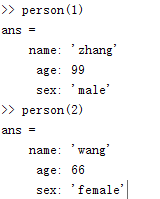 >> person(1)
ans =
name: 'zhang'
age: 99
sex: 'male'
>> person(2)
ans =
name: 'wang'
age: 66
sex: 'female'